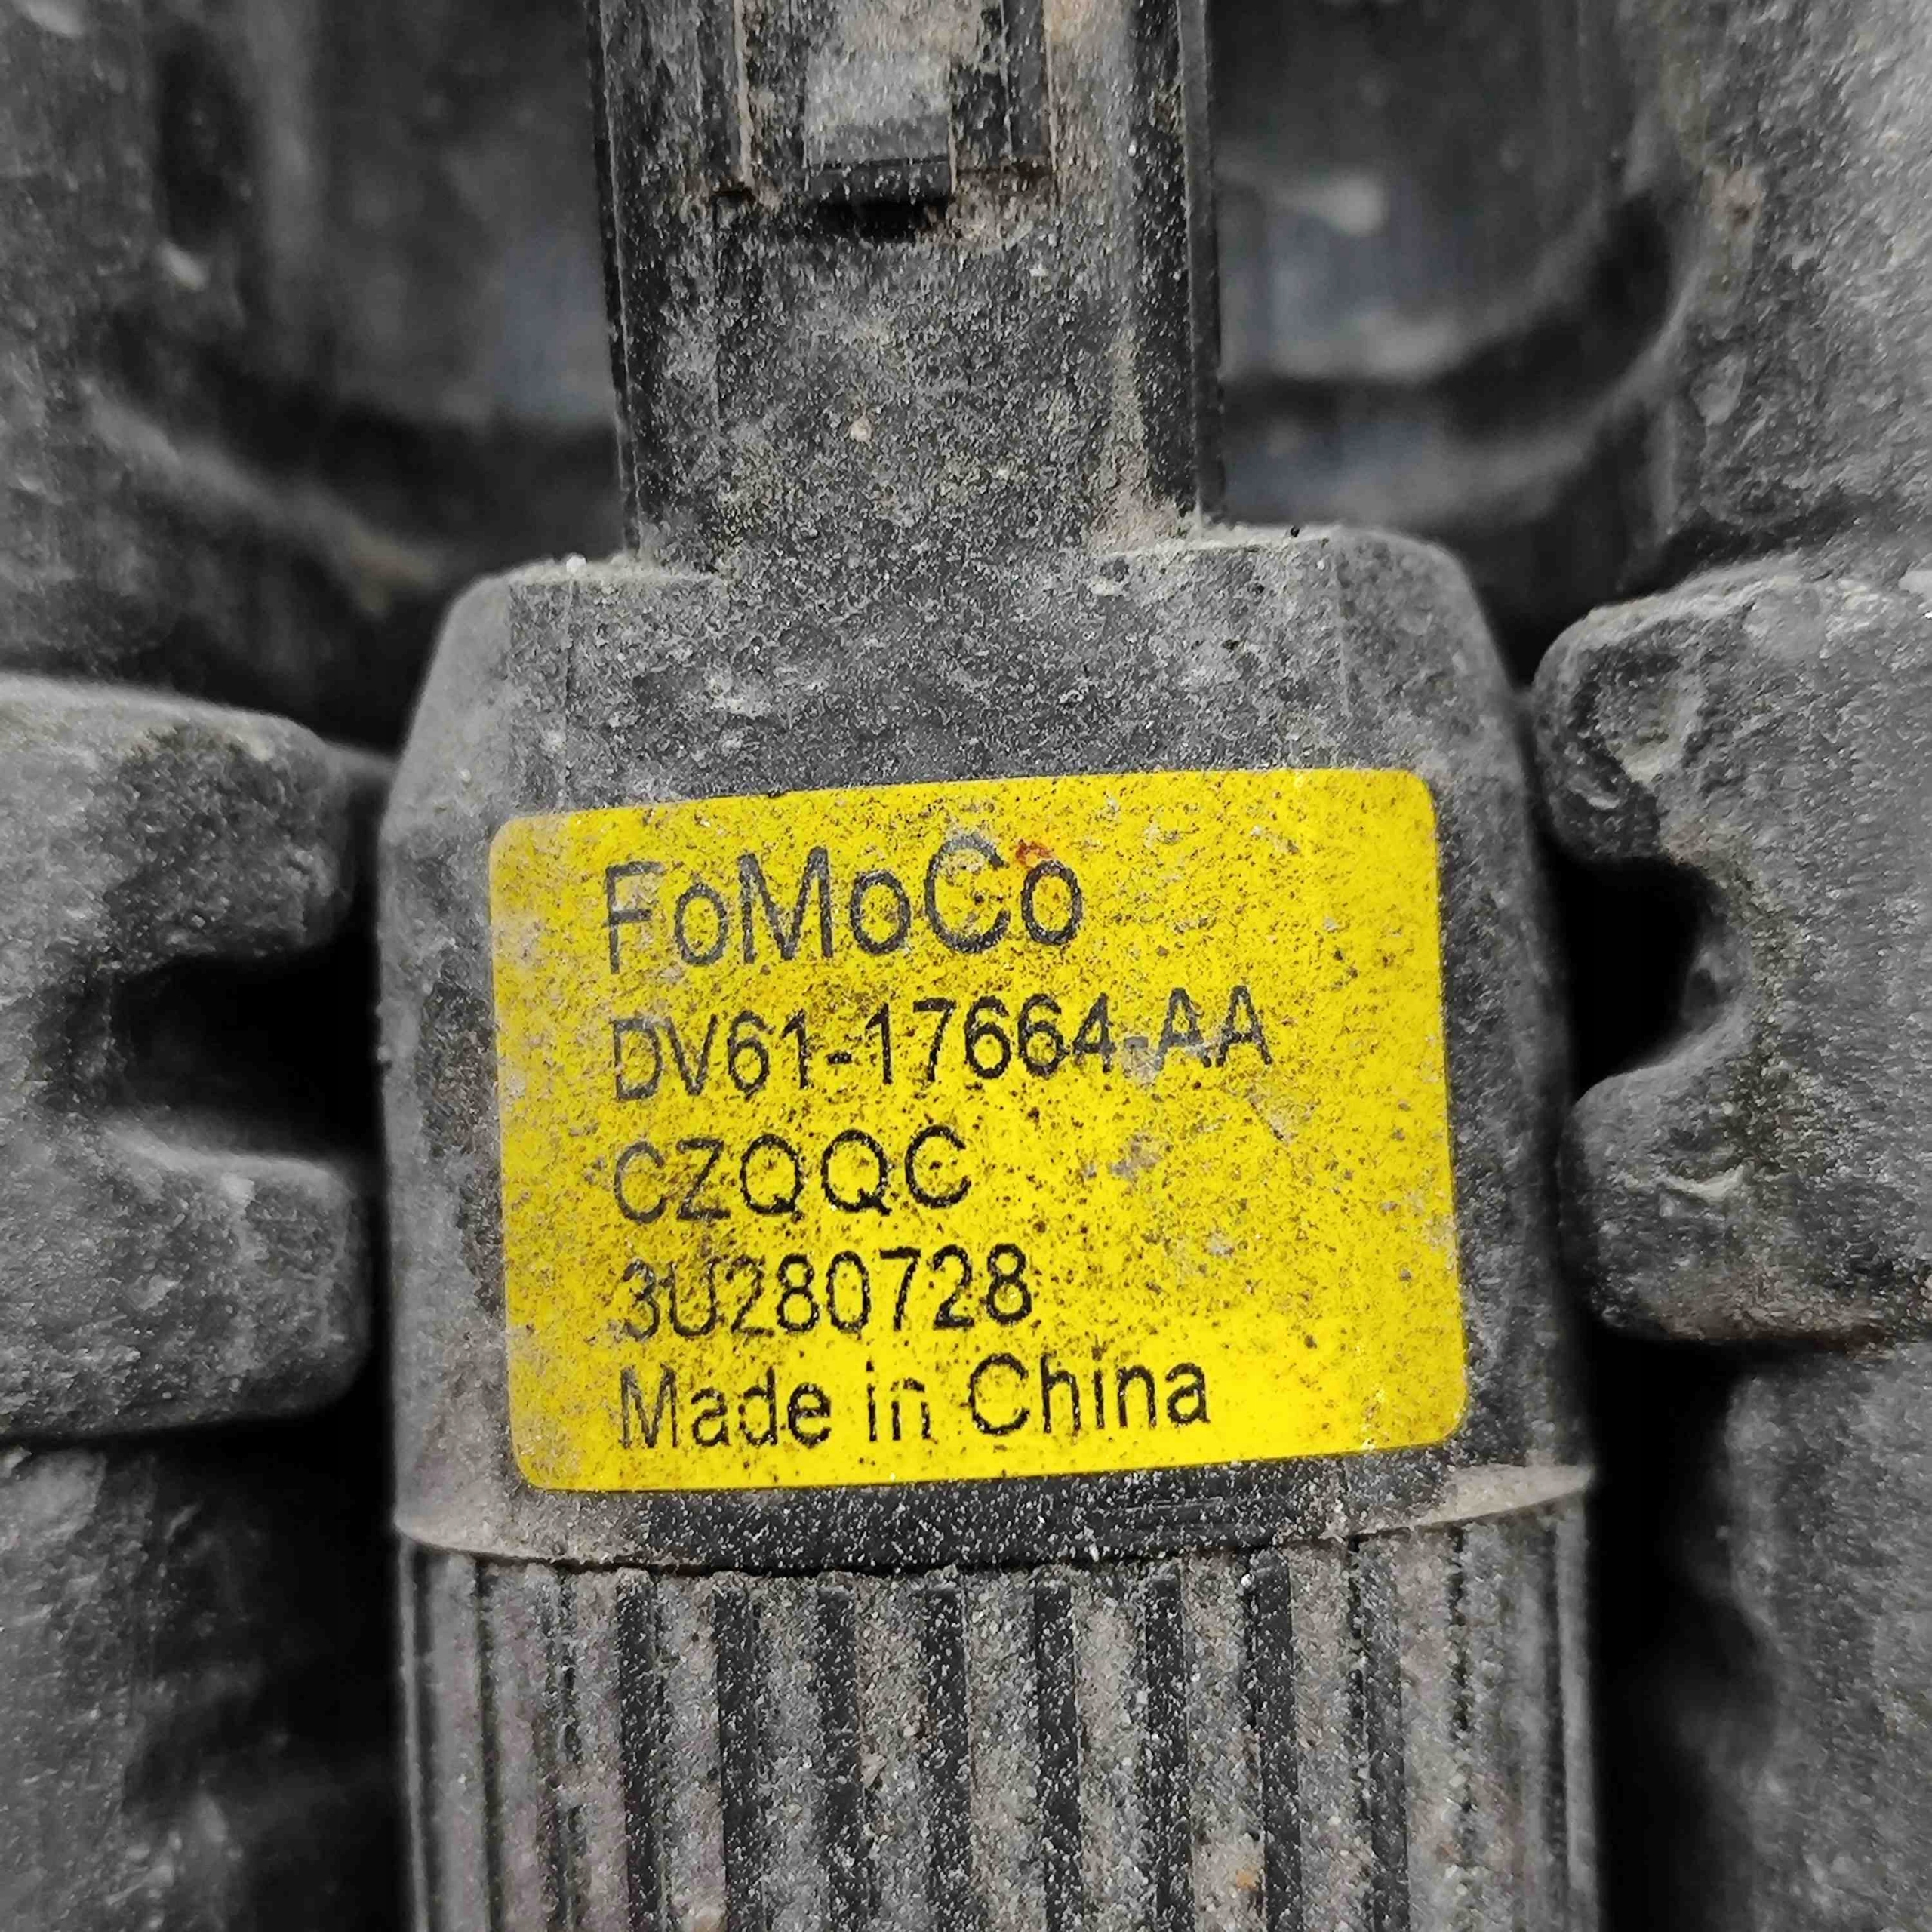 FoMoCo
DV61-17664-AA
CZQQC
3U280728
Made in China